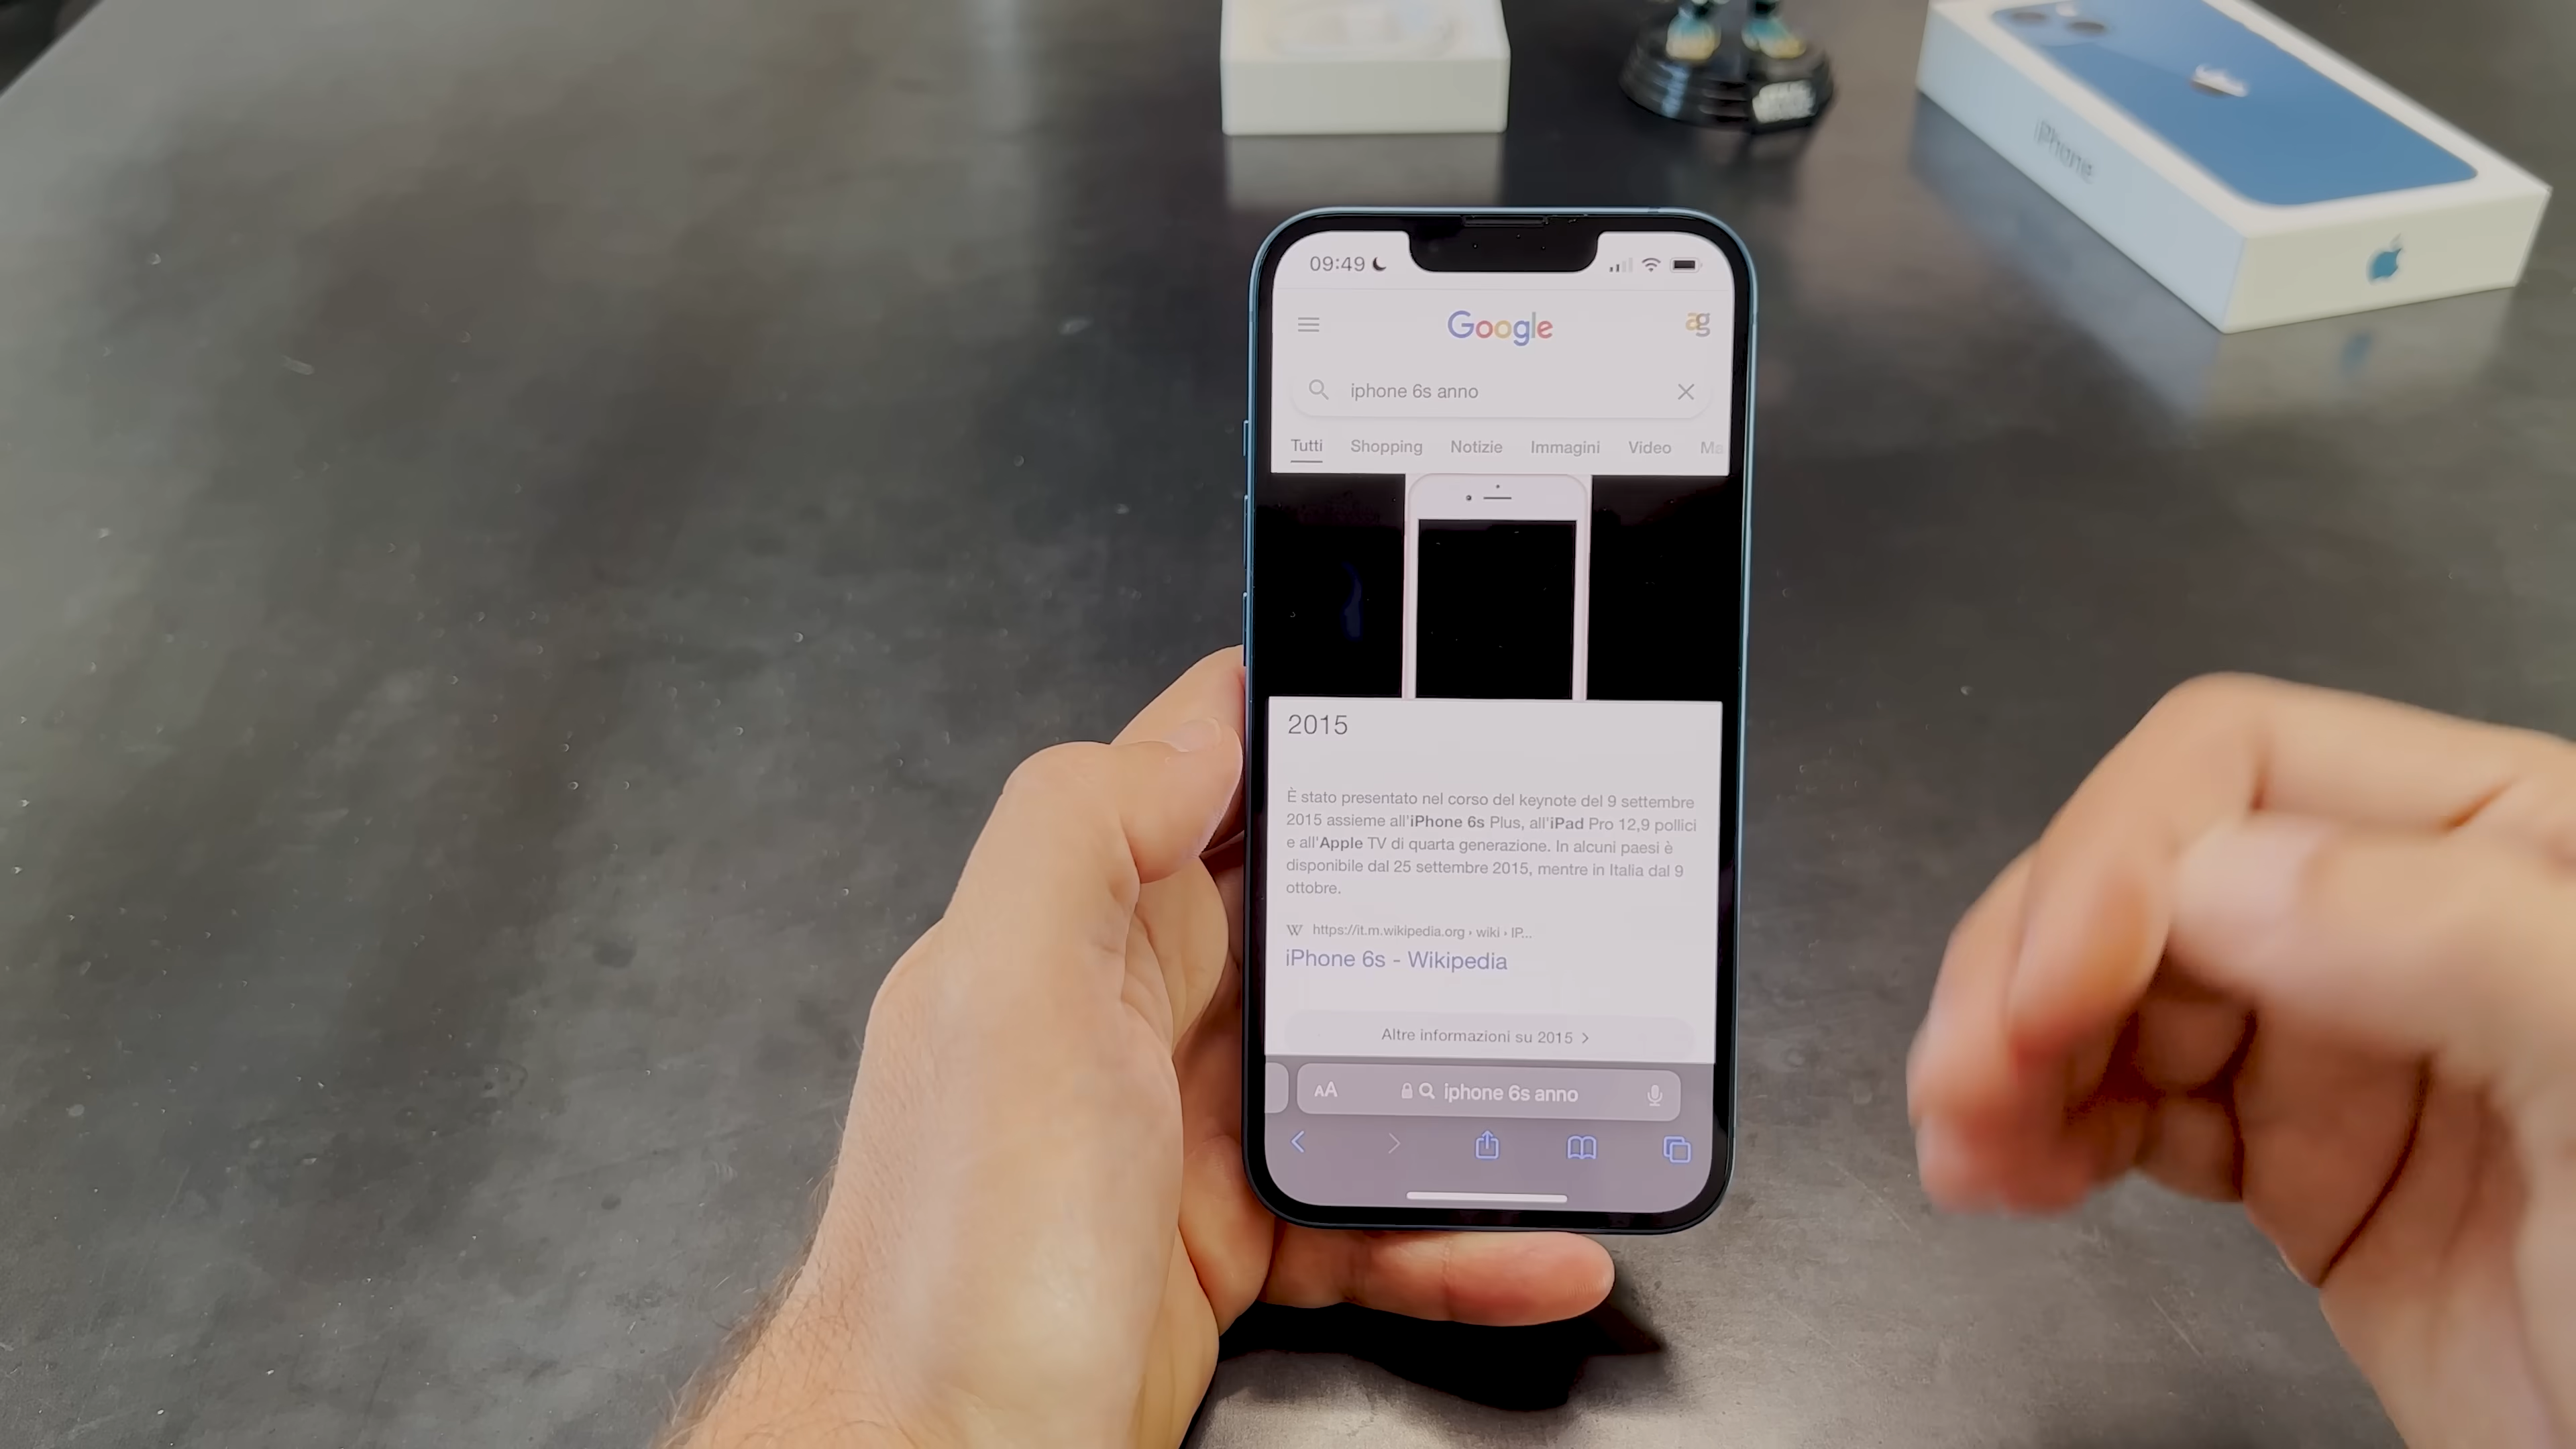 iPhone
09:49
Google
iphone 6s anno
Tutti Shopping Notizie Immagini Video Ma
2015
È stato presentato nel corso del keynote del 9 settembre
2015 assieme all'iPhone 6s Plus, all'iPad Pro 12,9 pollici
e all'Apple TV di quarta generazione. In alcuni paesi è
disponibile dal 25 settembre 2015, mentre in Italia dal 9
ottobre.
W https://it.m.wikipedia.org › wiki › IP...
iPhone 6s - Wikipedia
Altre informazioni su 2015 >
AA iphone 6s anno